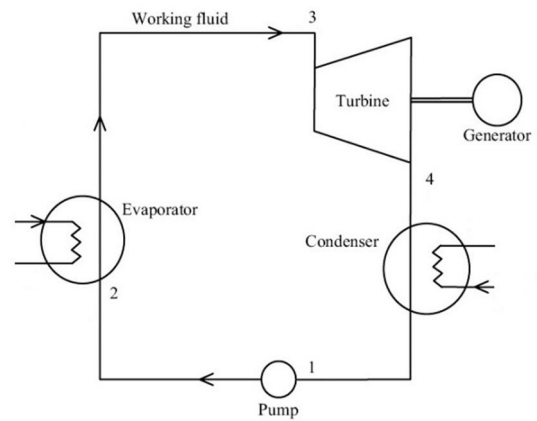 Working fluid
3
Turbine
Generator
4
Evaporator
Condenser
2
1
Pump